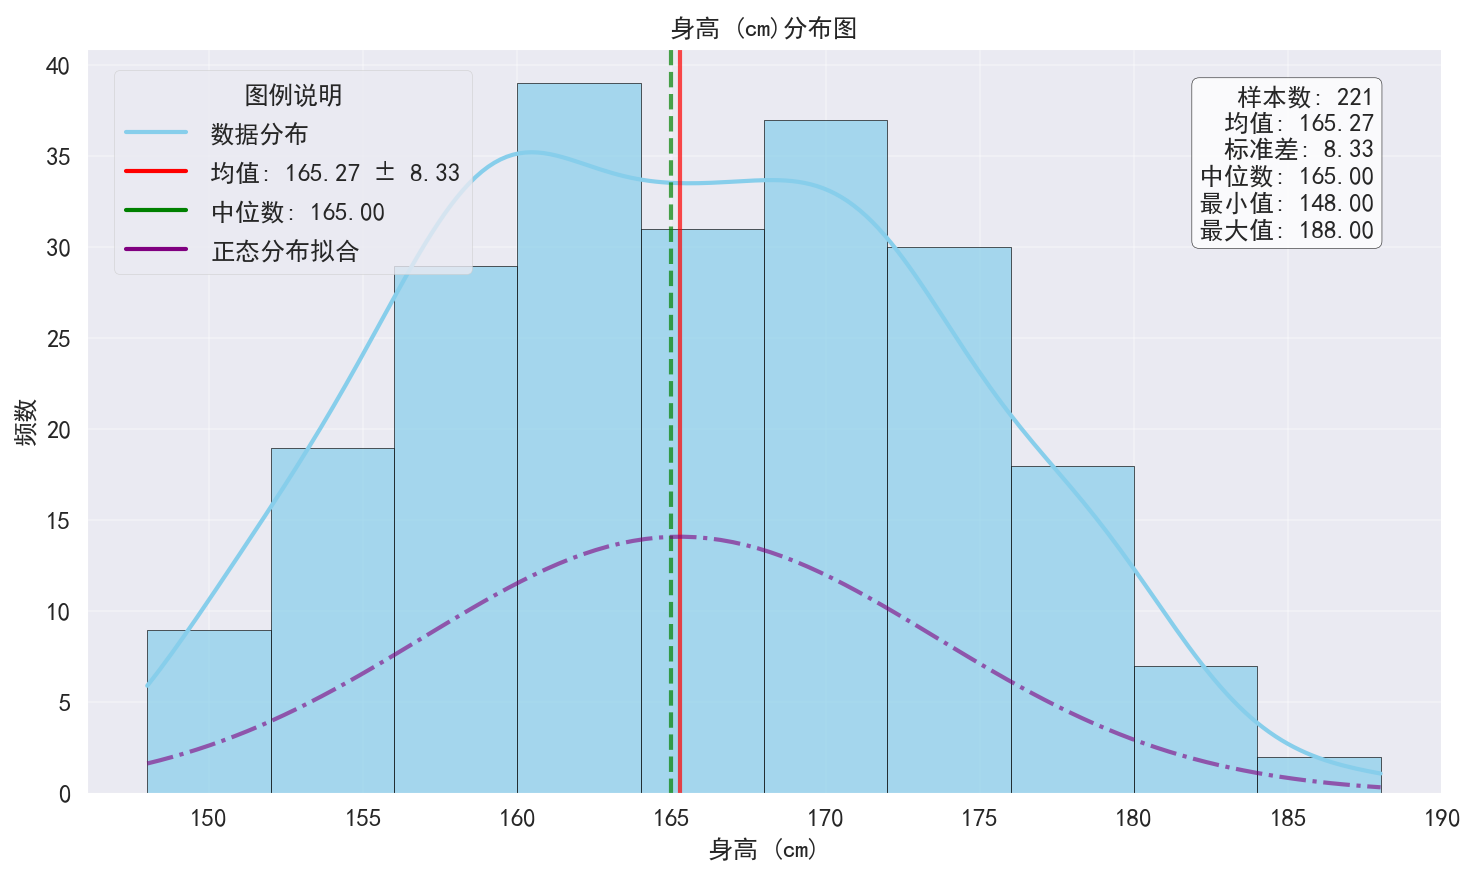 身高 (cm)分布图
图例说明
数据分布
均值: 165.27 ± 8.33
中位数: 165.00
正态分布拟合
样本数: 221
均值: 165.27
标准差: 8.33
中位数: 165.00
最小值: 148.00
最大值: 188.00
频数
40
35
30
25
20
15
10
5
0
150 155 160 165 170 175 180 185 190
身高 (cm)